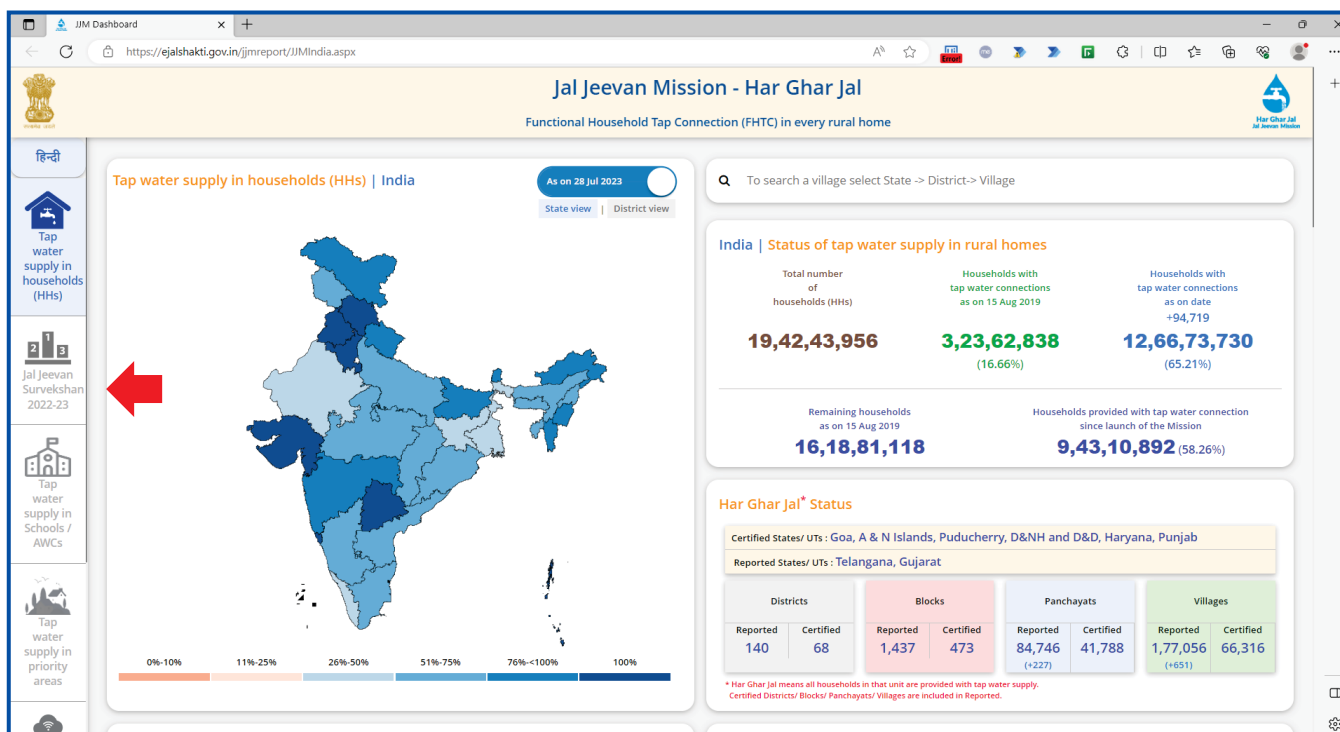 JJM Dashboard
https://ejalshakti.gov.in/jjmreport/JJMIndia.aspx
Error!
Jal Jeevan Mission - Har Ghar Jal
Functional Household Tap Connection (FHTC) in every rural home
Har Ghar Jal
Jal Jeevan Mission
हिन्दी
Tap
water
supply in
households
(HHs)
2 1 3
Jal Jeevan
Survekshan
2022-23
Tap
water
supply in
Schools /
AWCs
Tap
water
supply in
priority
areas
Tap water supply in households (HHs) | India
As on 28 Jul 2023
State view | District view
0%-10% 11%-25% 26%-50% 51%-75% 76%-<100% 100%
To search a village select State -> District-> Village
India | Status of tap water supply in rural homes
Total number
of
households (HHs)
19,42,43,956
Households with
tap water connections
as on 15 Aug 2019
3,23,62,838
(16.66%)
Households with
tap water connections
as on date
+94,719
12,66,73,730
(65.21%)
Remaining households
as on 15 Aug 2019
16,18,81,118
Households provided with tap water connection
since launch of the Mission
9,43,10,892 (58.26%)
Har Ghar Jal* Status
Certified States/ UTs : Goa, A & N Islands, Puducherry, D&NH and D&D, Haryana, Punjab
Reported States/ UTs : Telangana, Gujarat
Districts
Reported Certified
140 68
Blocks
Reported Certified
1,437 473
Panchayats
Reported Certified
84,746 41,788
(+227)
Villages
Reported Certified
1,77,056 66,316
(+651)
* Har Ghar Jal means all households in that unit are provided with tap water supply.
Certified Districts/ Blocks/ Panchayats/ Villages are included in Reported.